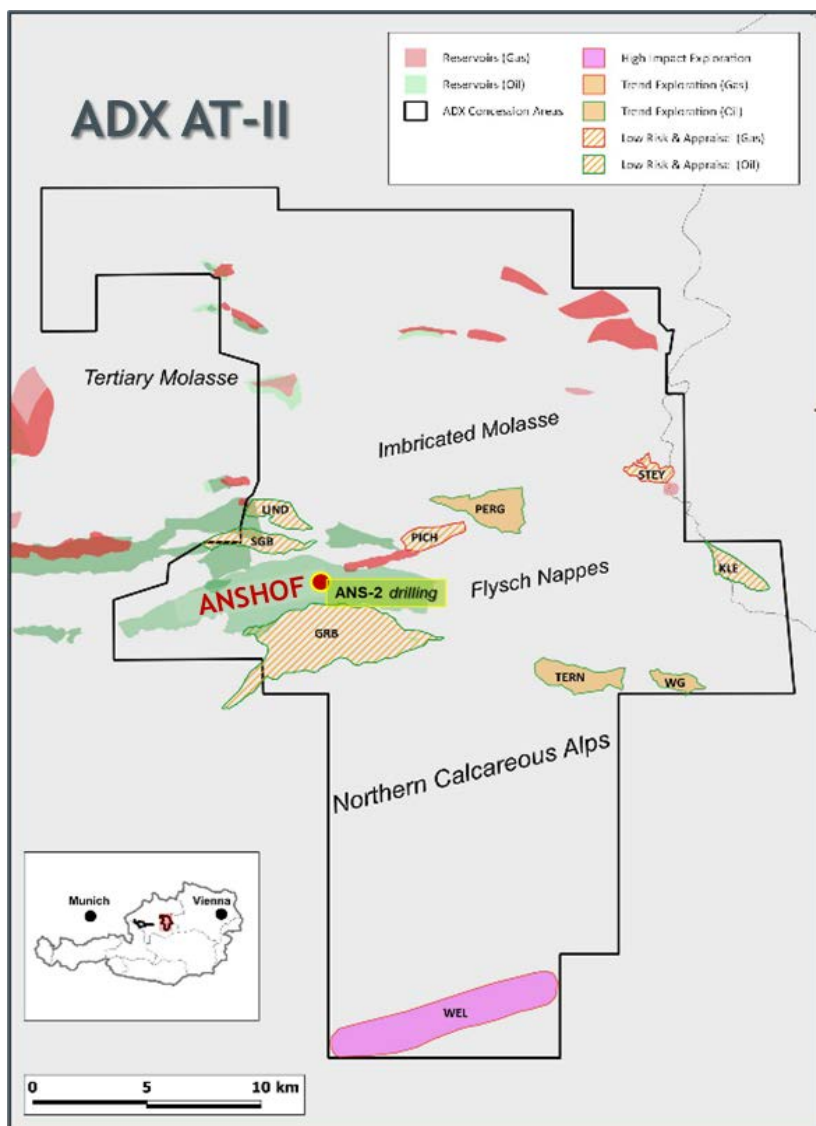 ADX AT-II
Reservoirs (Gas)
Reservoirs (Oil)
ADX Concession Areas
High Impact Exploration
Trend Exploration (Gas)
Trend Exploration (Oil)
Low Risk & Appraisal (Gas)
Low Risk & Appraisal (Oil)
Tertiary Molasse
Imbricated Molasse
STEY
UND
PERG
SGB
PICH
KLE
Flysch Nappes
ANSHOF
ANS-2 drilling
GRB
TERN
WG
Northern Calcareous Alps
Munich
Vienna
WEL
0 5 10 km